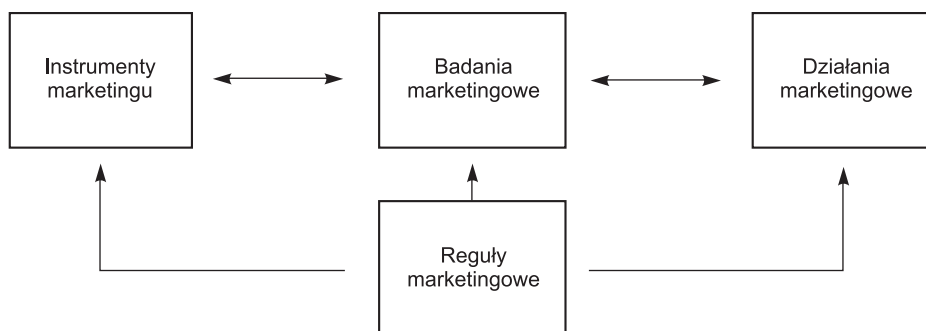 Instrumenty
marketingu
Badania
marketingowe
Działania
marketingowe
Reguły
marketingowe